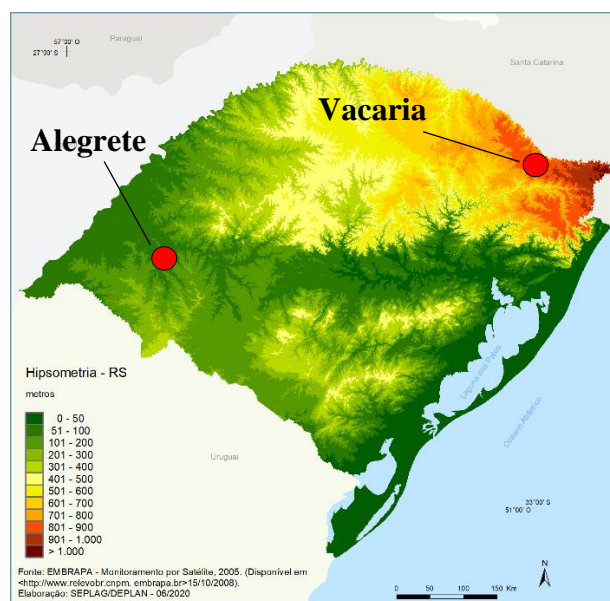 Paraguai
57°00' O
27°00' S
Santa Catarina
Vacaria
Alegrete
Laguna dos Patos
Oceano Atlântico
Hipsometria - RS
metros
0 - 50
51 - 100
101 - 200
201 - 300
301 - 400
401 - 500
501 - 600
601 - 700
701 - 800
801 - 900
901 - 1.000
> 1.000
Uruguai
33°00' S
51°00' O
N
Fonte: EMBRAPA - Monitoramento por Satélite, 2005. (Disponível em
<http://www.relevobr.cnpm. embrapa.br>15/10/2008).
Elaboração: SEPLAG/DEPLAN - 06/2020
0 50 100 150 Km